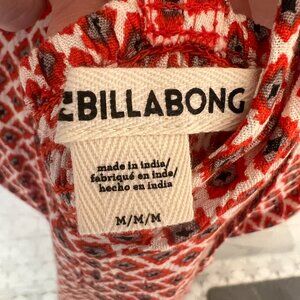 BILLABONG
made in india/
fabriqué en inde/
hecho en india
M/M/M